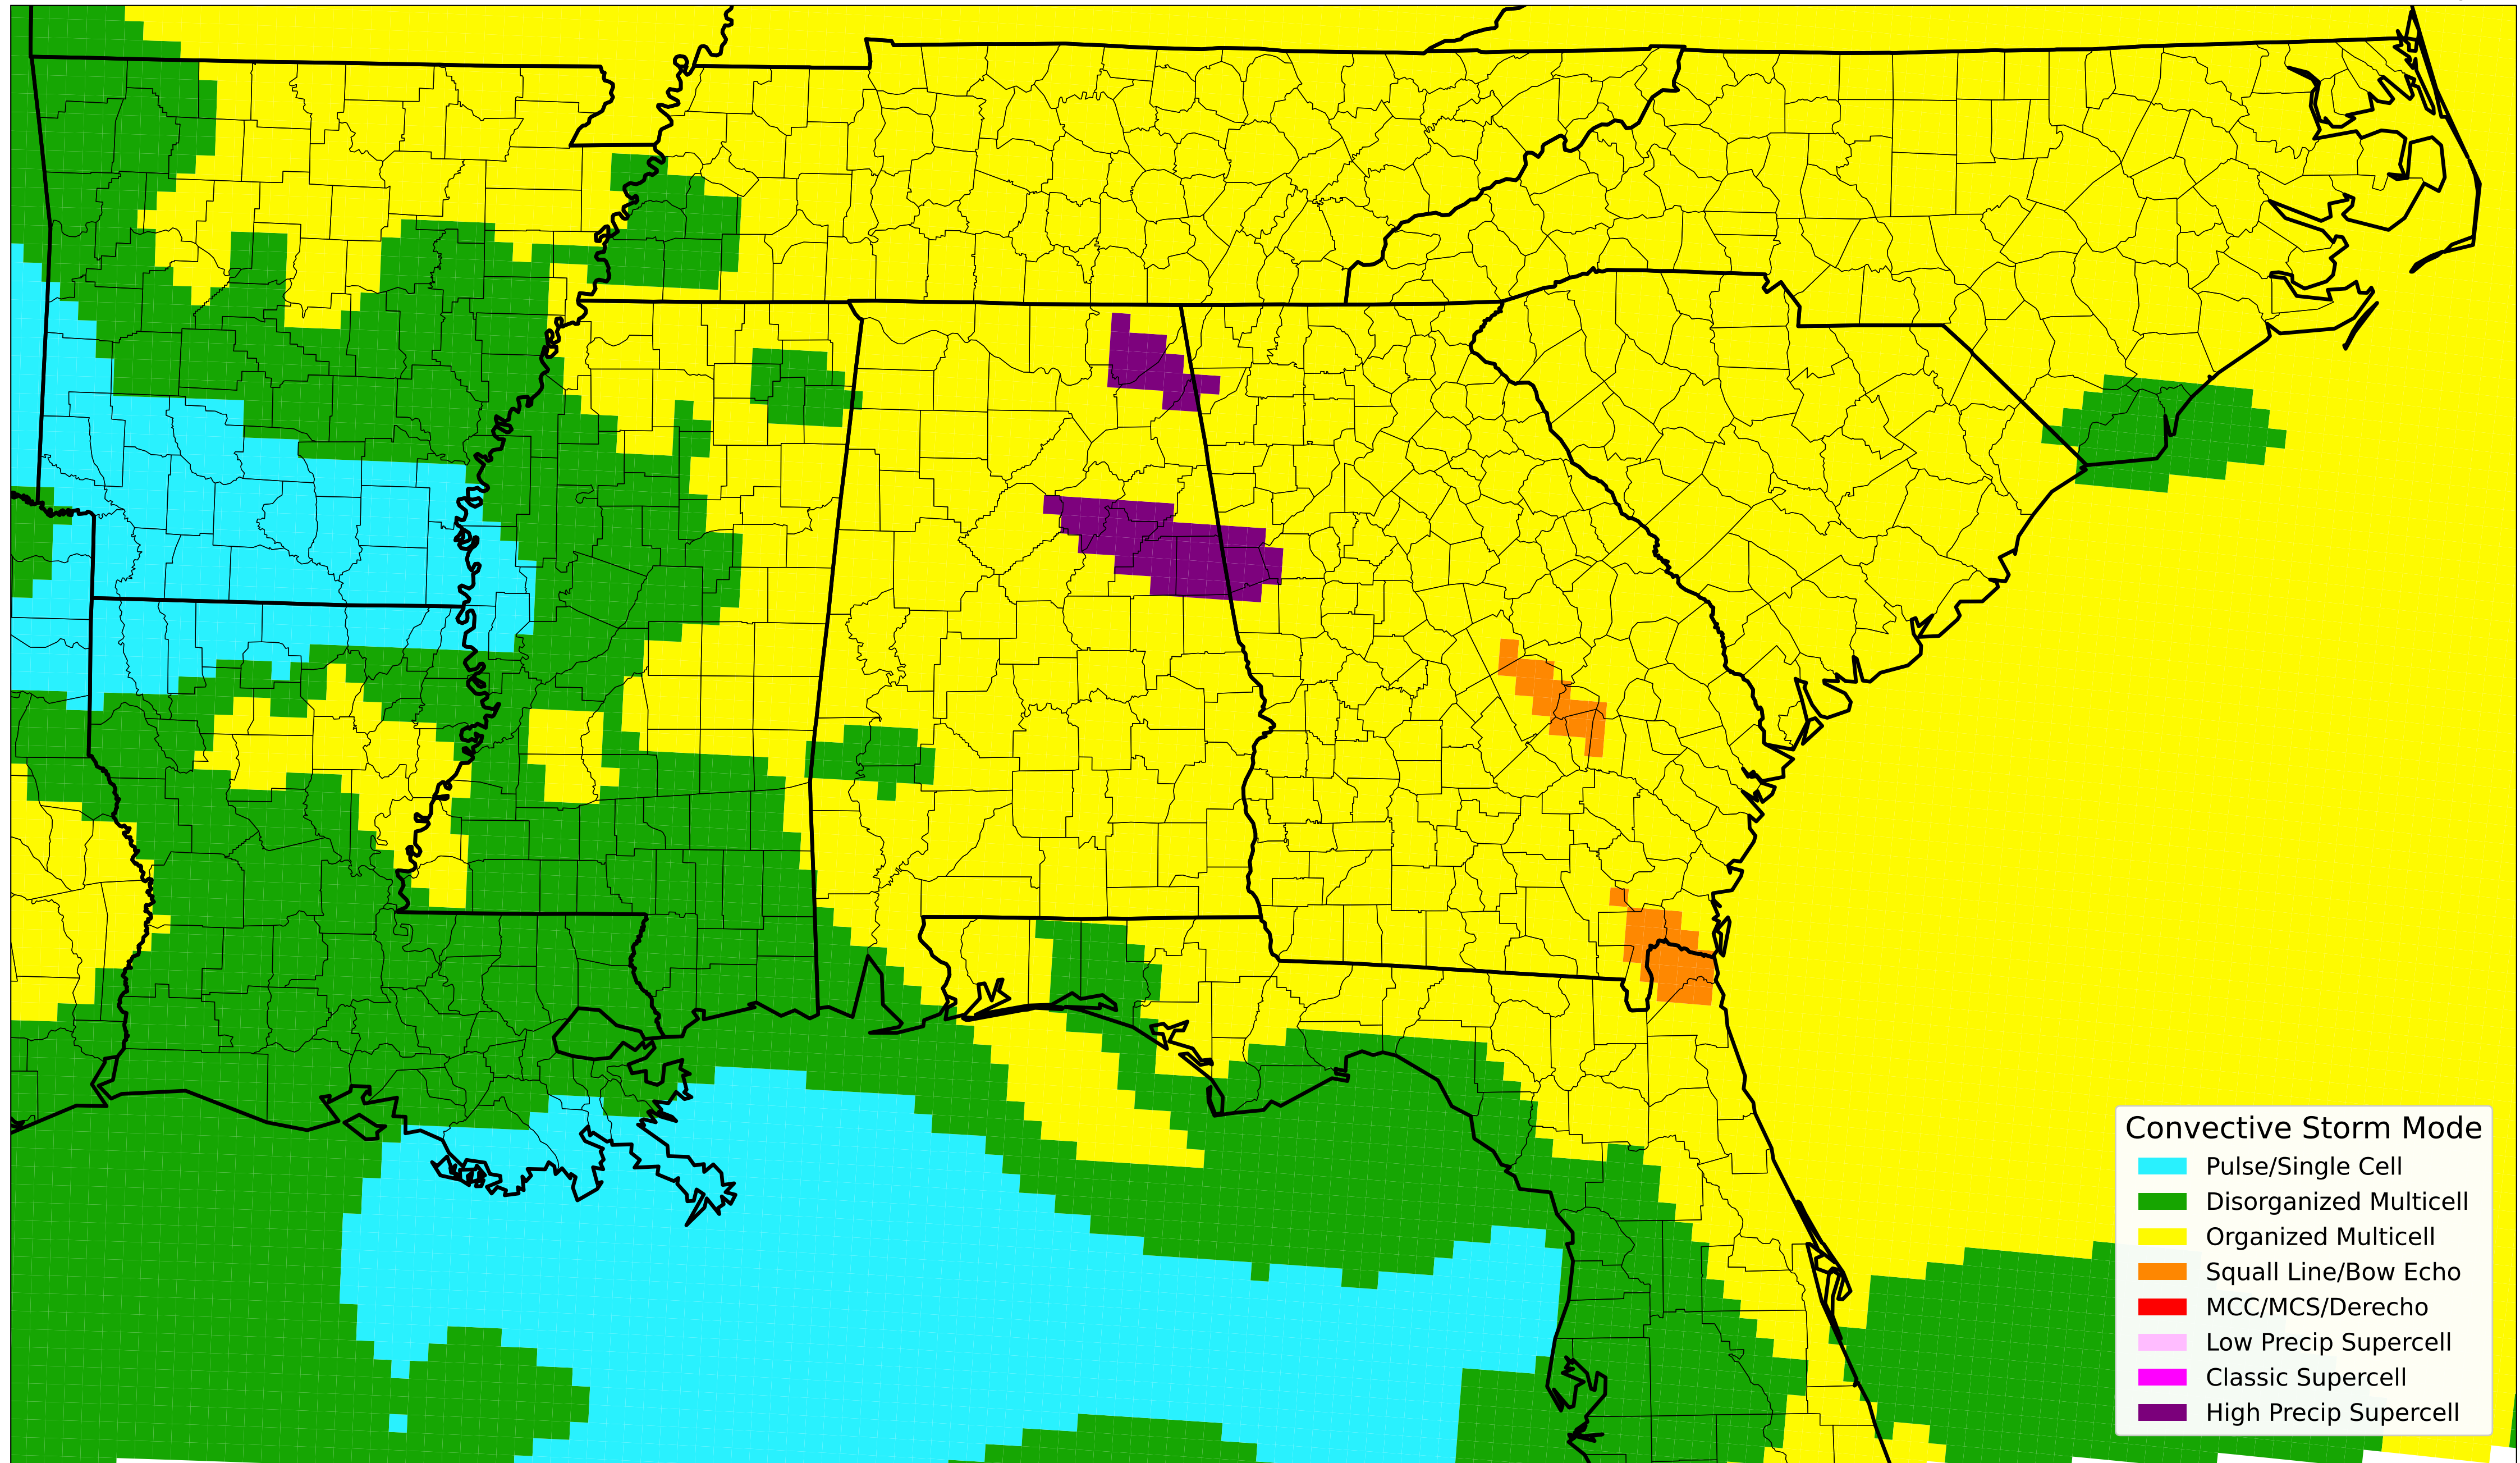 Convective Storm Mode
Pulse/Single Cell
Disorganized Multicell
Organized Multicell
Squall Line/Bow Echo
MCC/MCS/Derecho
Low Precip Supercell
Classic Supercell
High Precip Supercell